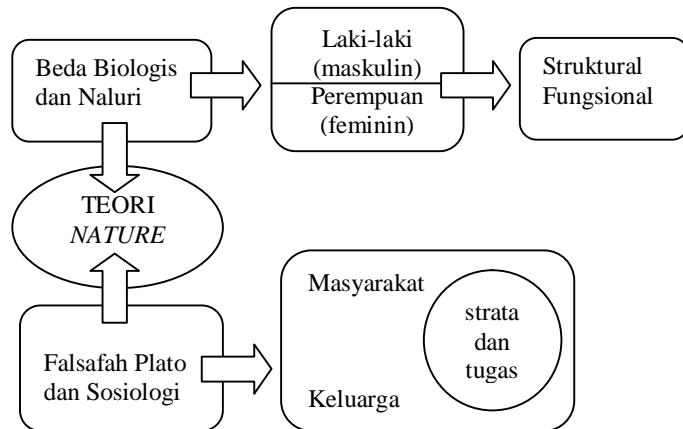 Beda Biologis
dan Naluri
Laki-laki
(maskulin)
Perempuan
(feminin)
Struktural
Fungsional
TEORI
NATURE
Falsafah Plato
dan Sosiologi
Masyarakat
Keluarga
strata
dan
tugas